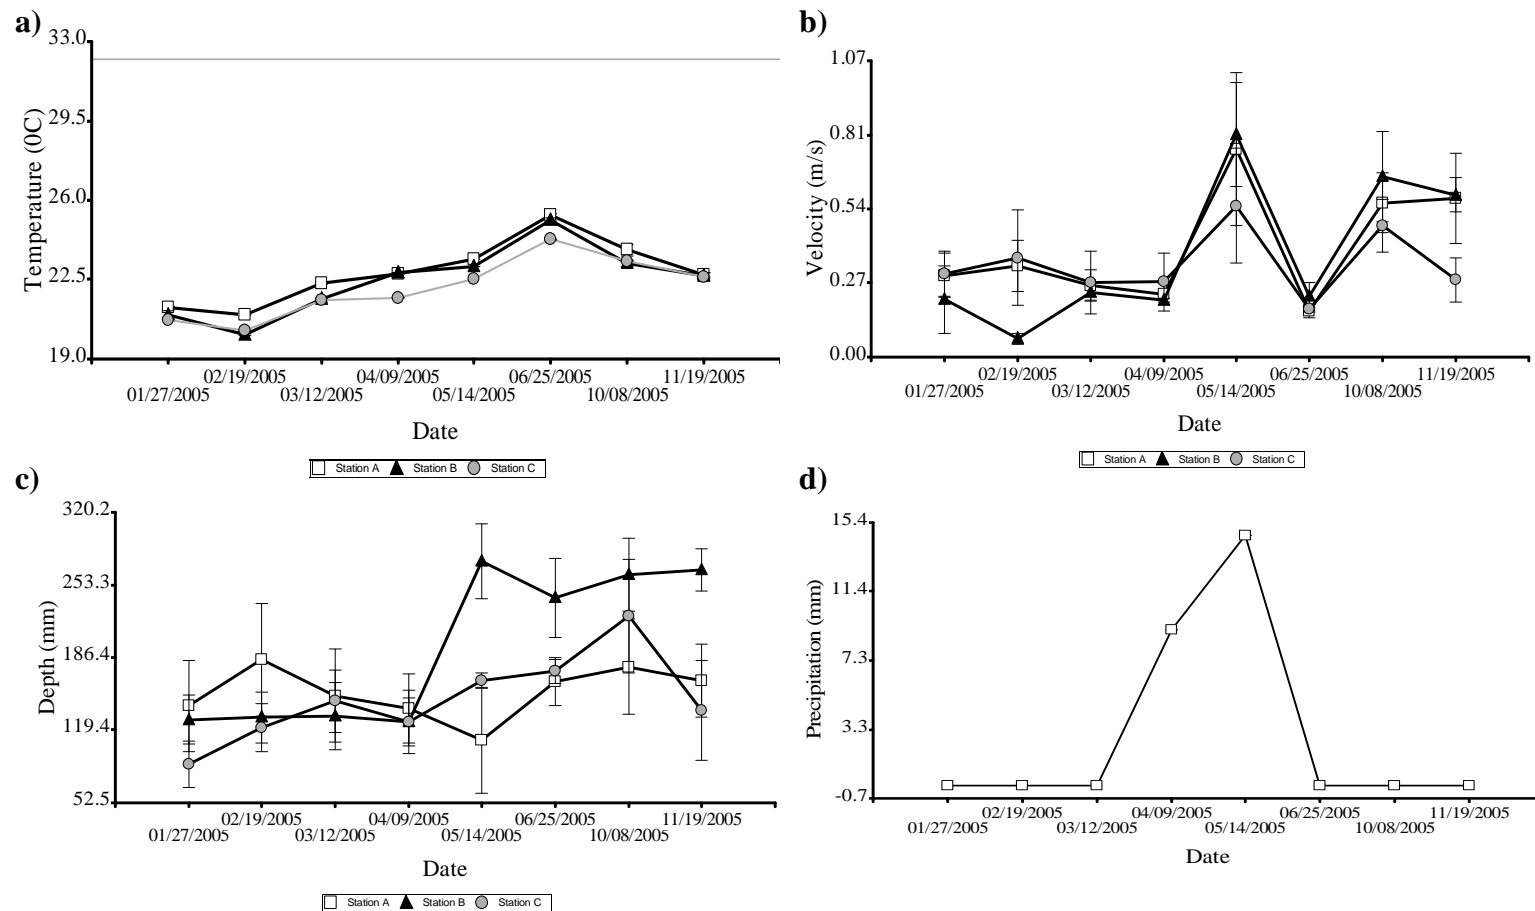 a)
33.0
29.5
26.0
22.5
19.0
Temperature (0C)
02/19/2005 04/09/2005 06/25/2005 11/19/2005
01/27/2005 03/12/2005 05/14/2005 10/08/2005
Date
Station A Station B Station C
b)
1.07
0.81
0.54
0.27
0.00
Velocity (m/s)
02/19/2005 04/09/2005 06/25/2005 11/19/2005
01/27/2005 03/12/2005 05/14/2005 10/08/2005
Date
Station A Station B Station C
c)
320.2
253.3
186.4
119.4
52.5
Depth (mm)
02/19/2005 04/09/2005 06/25/2005 11/19/2005
01/27/2005 03/12/2005 05/14/2005 10/08/2005
Date
Station A Station B Station C
d)
15.4
11.4
7.3
3.3
-0.7
Precipitation (mm)
02/19/2005 04/09/2005 06/25/2005 11/19/2005
01/27/2005 03/12/2005 05/14/2005 10/08/2005
Date